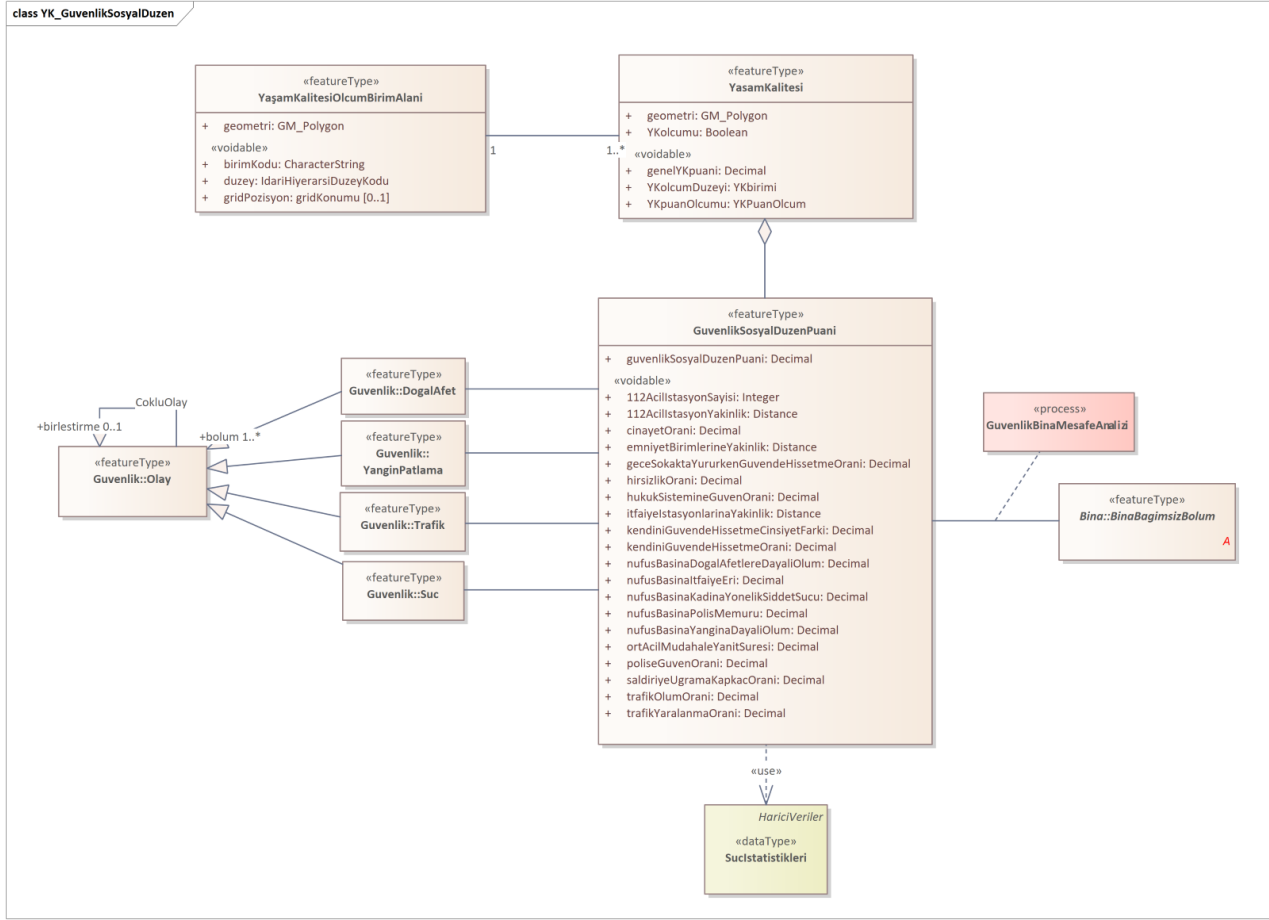 class YK_GuvenlikSosyalDuzen
«featureType»
YaşamKalitesiOlcumBirimAlani
+ geometri: GM_Polygon
«voidable»
+ birimKodu: CharacterString
+ duzey: IdariHiyerarsiDuzeyKodu
+ gridPozisyon: gridKonumu [0..1]
1
1..*
«featureType»
YasamKalitesi
+ geometri: GM_Polygon
+ YKolcumu: Boolean
«voidable»
+ genelYKpuani: Decimal
+ YKolcumDuzeyi: YKbirimi
+ YKpuanOlcumu: YKPuanOlcum
«featureType»
GuvenlikSosyalDuzenPuani
+ guvenlikSosyalDuzenPuani: Decimal
«voidable»
+ 112AcilIstasyonSayisi: Integer
+ 112AcilIstasyonYakinlik: Distance
+ cinayetOrani: Decimal
+ emniyetBirimlerineYakinlik: Distance
+ geceSokaktaYururkenGuvendeHissetmeOrani: Decimal
+ hirsizlikOrani: Decimal
+ hukukSistemineGuvenOrani: Decimal
+ itfaiyeIstasyonlarinaYakinlik: Distance
+ kendiniGuvendeHissetmeCinsiyetFarki: Decimal
+ kendiniGuvendeHissetmeOrani: Decimal
+ nufusBasinaDogalAfetlereDayaliOlum: Decimal
+ nufusBasinaItfaiyeEri: Decimal
+ nufusBasinaKadinaYonelikSiddetSucu: Decimal
+ nufusBasinaPolisMemuru: Decimal
+ nufusBasinaYanginaDayaliOlum: Decimal
+ ortAcilMudahaleYanitSuresi: Decimal
+ poliseGuvenOrani: Decimal
+ saldiriyeUgramaKapkacOrani: Decimal
+ trafikOlumOrani: Decimal
+ trafikYaralanmaOrani: Decimal
«featureType»
Guvenlik::DogalAfet
«featureType»
Guvenlik::
YanginPatlama
«featureType»
Guvenlik::Trafik
«featureType»
Guvenlik::Suc
CokluOlay
+birlestirme 0..1
+bolum 1..*
«featureType»
Guvenlik::Olay
«process»
GuvenlikBinaMesafeAnalizi
«featureType»
Bina::BinaBagimsizBolum
A
«use»
HariciVeriler
«dataType»
SucIstatistikleri